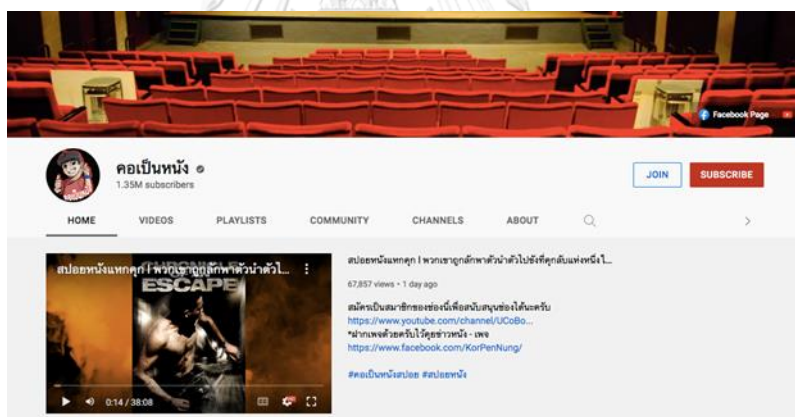 Facebook Page
คอเป็นหนัง
1.35M subscribers
JOIN
SUBSCRIBE
HOME VIDEOS PLAYLISTS COMMUNITY CHANNELS ABOUT
สปอยหนังแหกคุก I พวกเขาถูกลักพาตัวนำตัวไ...
ESCAPE
0:14 / 38:08
สปอยหนังแหกคุก I พวกเขาถูกลักพาตัวนำตัวไปขังที่คุกลับแห่งหนึ่งใ...
67,857 views • 1 day ago
สมัครเป็นสมาชิกของช่องนี้เพื่อสนับสนุนช่องได้นะครับ
https://www.youtube.com/channel/UCoBo...
*ฝากเพจด้วยครับไว้คุยข่าวหนัง - เพจ
https://www.facebook.com/KorPenNung/
#คอเป็นหนังสปอย #สปอยหนัง